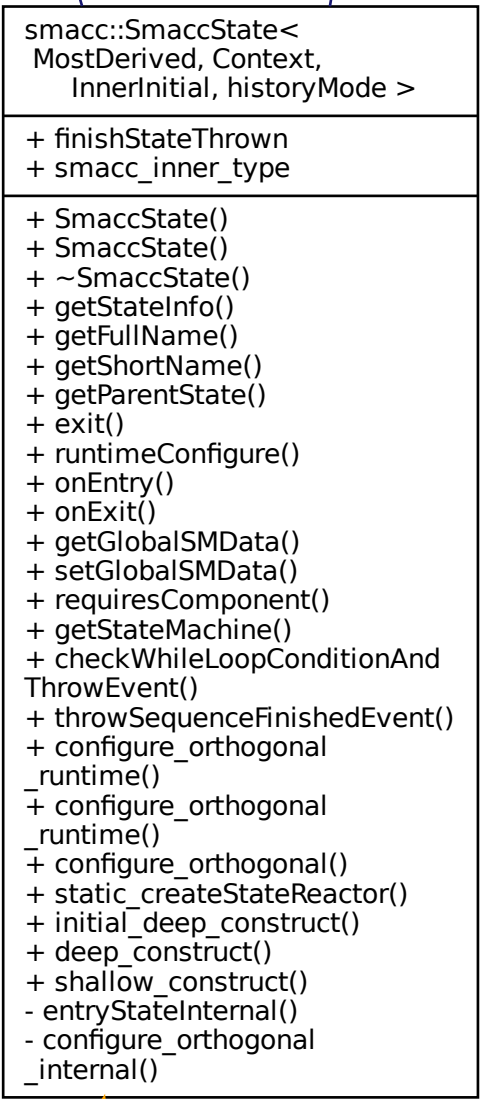 smacc::SmaccState<
MostDerived, Context,
InnerInitial, historyMode >
+ finishStateThrown
+ smacc_inner_type
+ SmaccState()
+ SmaccState()
+ ~SmaccState()
+ getStateInfo()
+ getFullName()
+ getShortName()
+ getParentState()
+ exit()
+ runtimeConfigure()
+ onEntry()
+ onExit()
+ getGlobalSMData()
+ setGlobalSMData()
+ requiresComponent()
+ getStateMachine()
+ checkWhileLoopConditionAnd
ThrowEvent()
+ throwSequenceFinishedEvent()
+ configure_orthogonal
_runtime()
+ configure_orthogonal
_runtime()
+ configure_orthogonal()
+ static_createStateReactor()
+ initial_deep_construct()
+ deep_construct()
+ shallow_construct()
- entryStateInternal()
- configure_orthogonal
_internal()